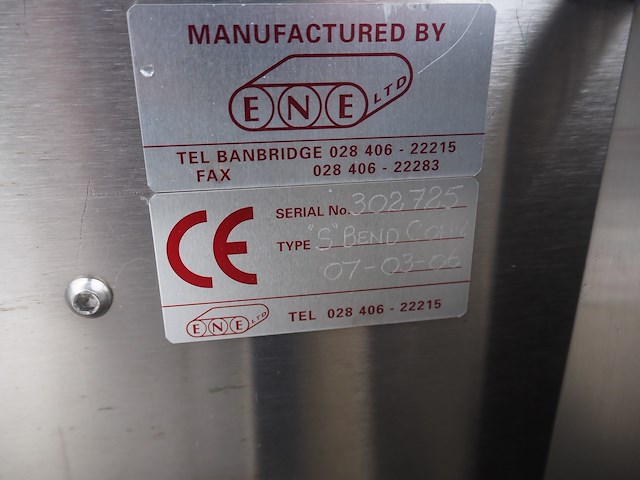 MANUFACTURED BY
ENE LTD
TEL BANBRIDGE 028 406 - 22215
FAX 028 406 - 22283
CE
SERIAL No. 302725
TYPE "S" BEND
07-03-06
ENE LTD
TEL 028 406 - 22215